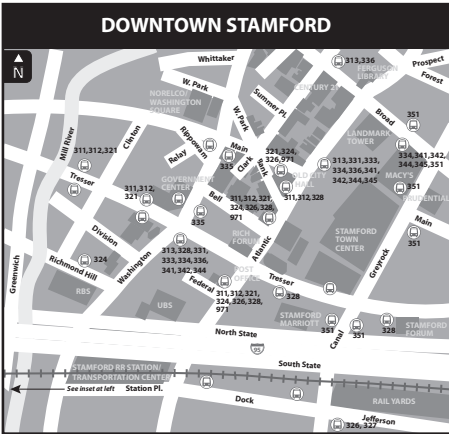 DOWNTOWN STAMFORD
N
Whittaker
313,336
FERGUSON
LIBRARY
Prospect
Forest
W. Park
CENTURY 21
NORELCO/
WASHINGTON
SQUARE
Summer Pl.
W. Park
Broad
351
LANDMARK
TOWER
Mill River
Clinton
Rippowam
Main
Clark
Bank
Relay
335
311,312,321
321,324,
326,971
OLD CITY
HALL
313,331,333,
334,336,341,
342,344,345
334,341,342,
344,345,351
MACY'S
351
PRUDENTIAL
Tresser
311,312,
321
GOVERNMENT
CENTER
311,312,321,
324,326,328,
971
311,312,328
Bell
335
RICH
FORUM
Main
351
Division
Washington
313,328,331,
333,334,336,
341,342,344
Atlantic
STAMFORD
TOWN
CENTER
Greyrock
324
Richmond Hill
RBS
Greenwich
POST
OFFICE
Tresser
Federal
311,312,321,
324,326,328,
971
328
UBS
STAMFORD
MARRIOTT
351
Canal
351
328
STAMFORD
FORUM
North State
95
South State
STAMFORD RR STATION/
TRANSPORTATION CENTER
See inset at left
Station Pl.
Dock
RAIL YARDS
Jefferson
326, 327